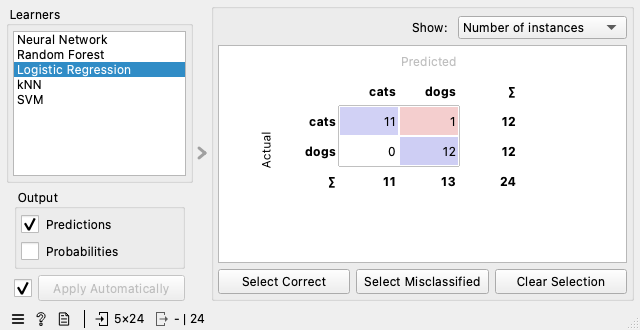 Learners
Neural Network
Random Forest
Logistic Regression
kNN
SVM
Output
Predictions
Probabilities
Apply Automatically
5×24
- | 24
Show: Number of instances
Predicted
cats dogs ∑
Actual
cats 11 1 12
dogs 0 12 12
∑ 11 13 24
Select Correct Select Misclassified Clear Selection